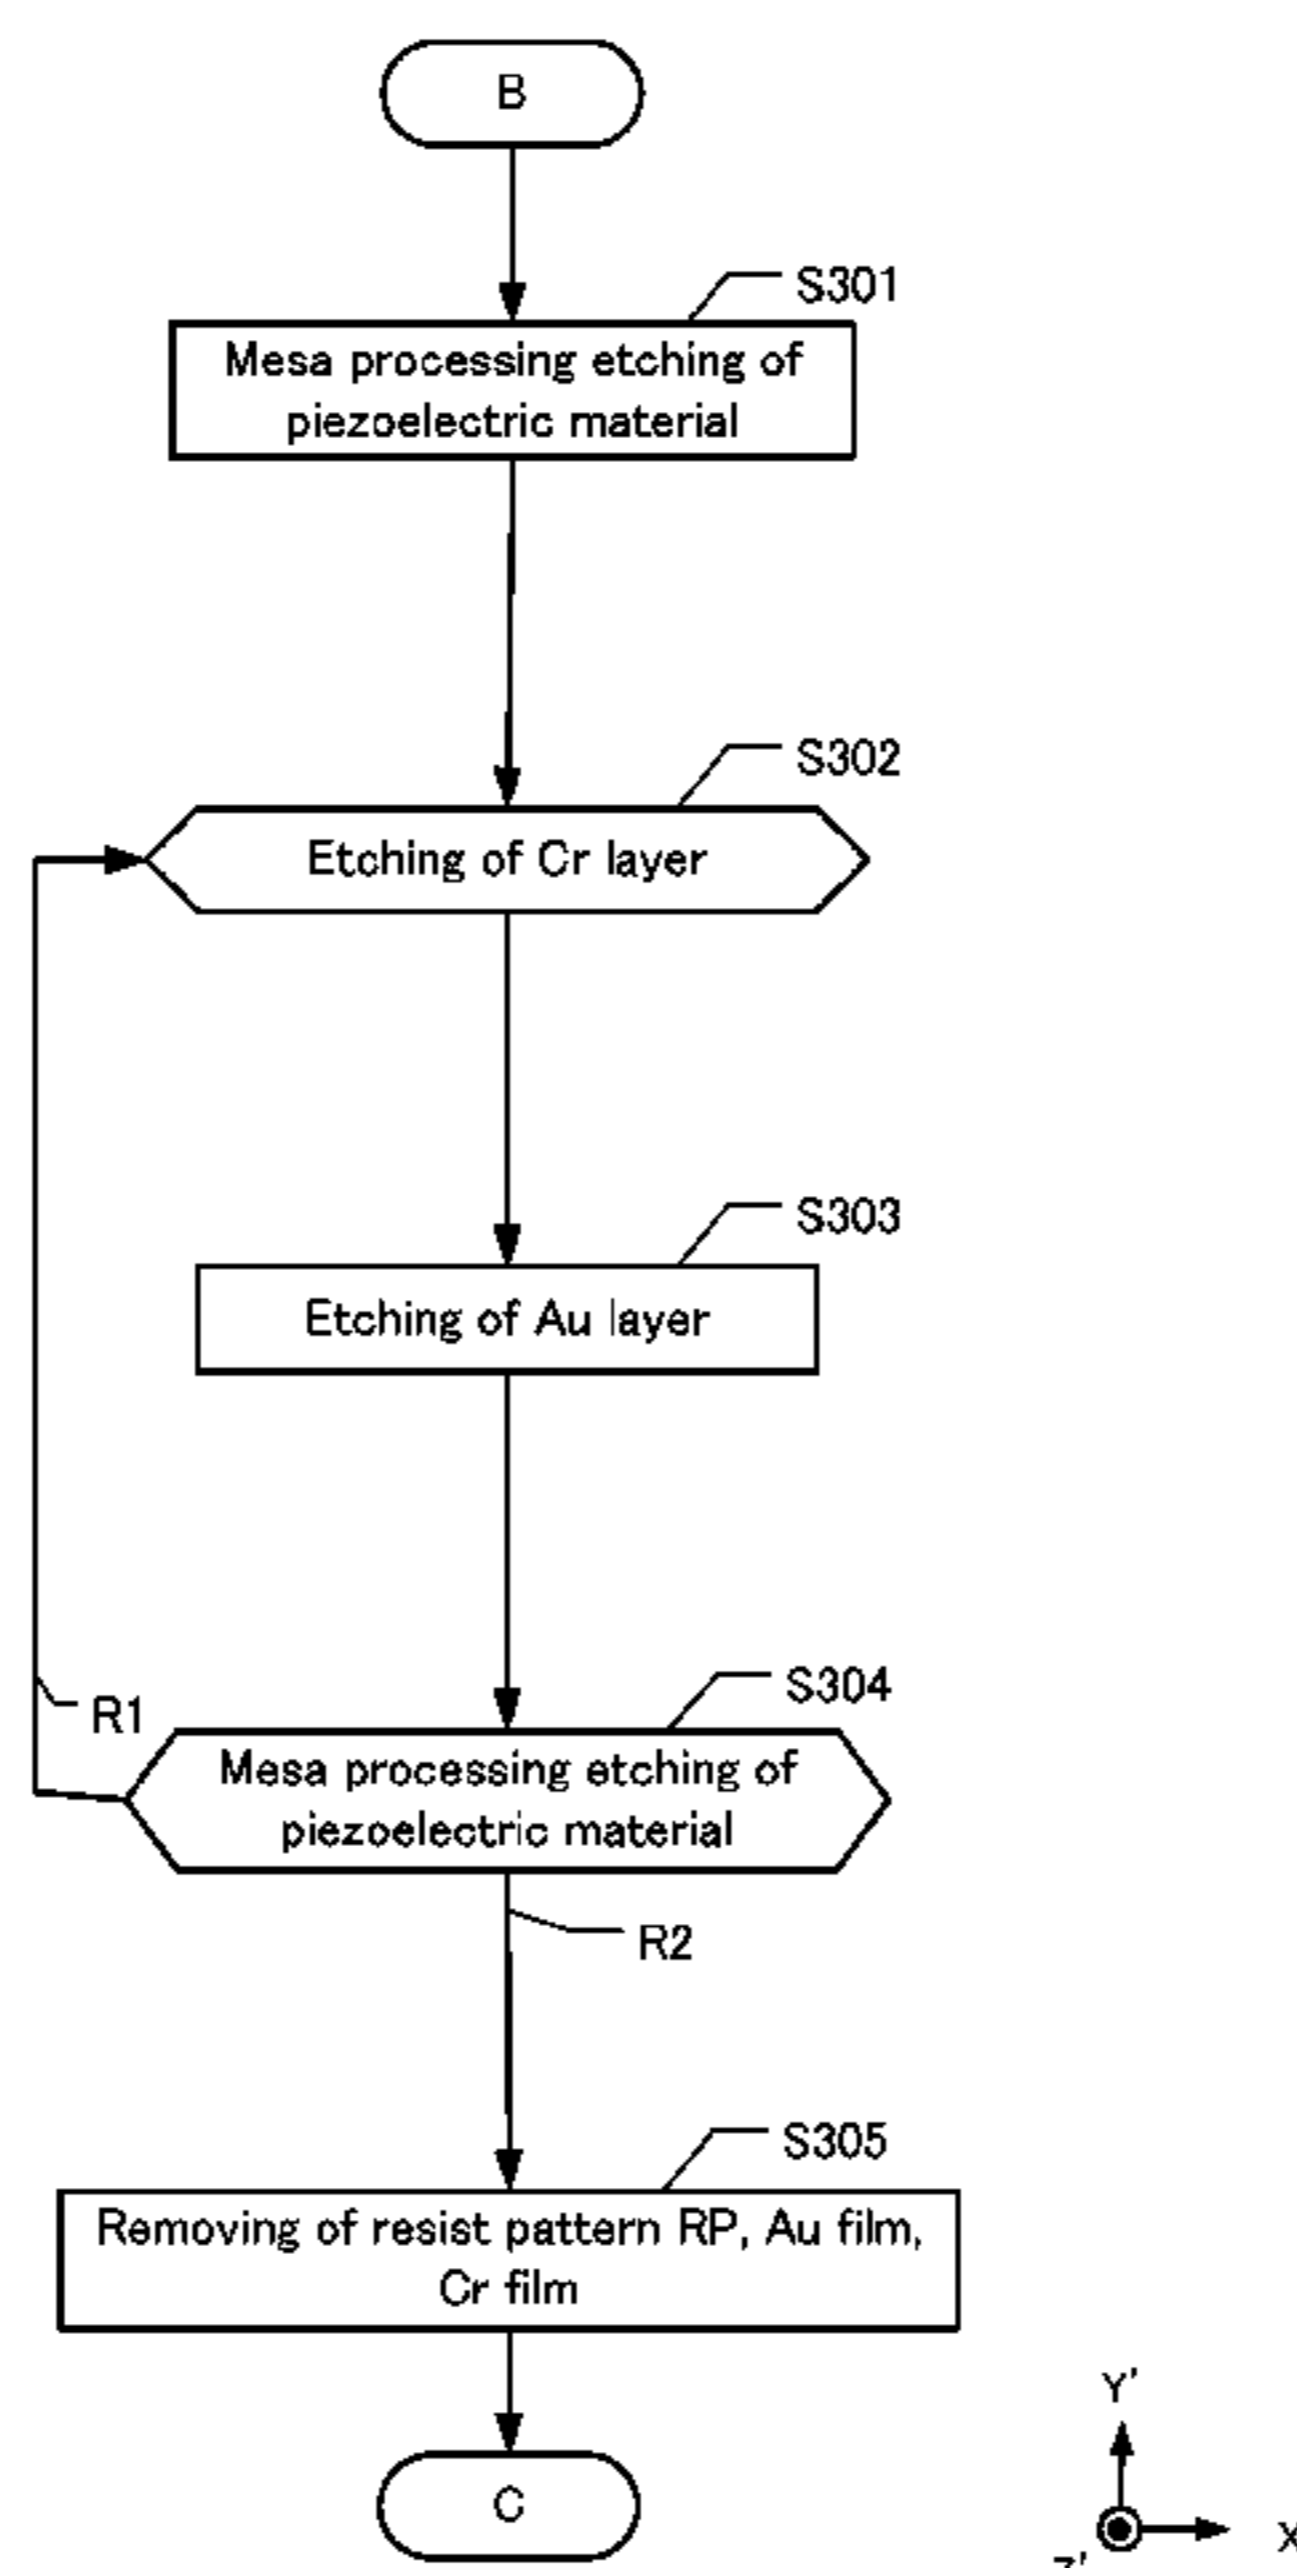 B
S301
Mesa processing etching of
piezoelectric material
S302
Etching of Cr layer
S303
Etching of Au layer
S304
R1
Mesa processing etching of
piezoelectric material
R2
S305
Removing of resist pattern RP, Au film,
Cr film
Y'
C
X
Z'